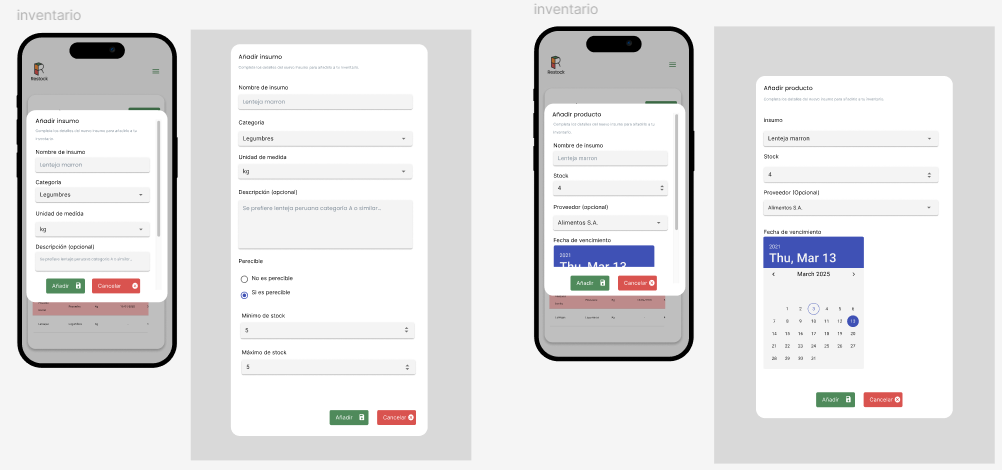 inventario
Restock
Añadir insumo
Completa los detalles del nuevo insumo para añadirlo a tu
inventario.
Nombre de insumo
Lenteja marron
Categoría
Legumbres
Unidad de medida
kg
Descripción (opcional)
Se prefiere lenteja peruana categoría A o similar...
Añadir
Cancelar
Añadir insumo
Completa los detalles del nuevo insumo para añadirlo a tu inventario.
Nombre de insumo
Lenteja marron
Categoria
Legumbres
Unidad de medida
kg
Descripción (opcional)
Se prefiere lenteja peruana categoría A o similar...
Perecible
No es perecible
Si es perecible
Mínimo de stock
5
Máximo de stock
5
Añadir
Cancelar
inventario
Restock
Añadir producto
Completa los detalles del nuevo producto para añadirlo a tu
inventario.
Nombre de insumo
Lenteja marron
Stock
4
Proveedor (opcional)
Alimentos S.A.
Fecha de vencimiento
2021
Thu, Mar 13
Añadir
Cancelar
Añadir producto
Completa los detalles del nuevo producto para añadirlo a tu inventario.
Insumo
Lenteja marron
Stock
4
Proveedor (Opcional)
Alimentos S.A.
Fecha de vencimiento
2021
Thu, Mar 13
March 2025
1 2 3 4 5 6
7 8 9 10 11 12 13
14 15 16 17 18 19 20
21 22 23 24 25 26 27
28 29 30 31
Añadir
Cancelar